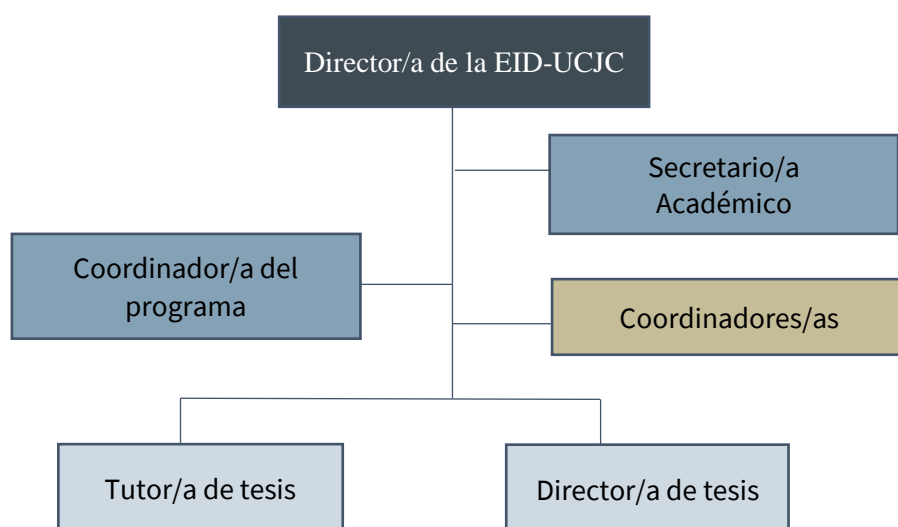 Director/a de la EID-UCJC
Secretario/a
Académico
Coordinador/a del
programa
Coordinadores/as
Tutor/a de tesis
Director/a de tesis